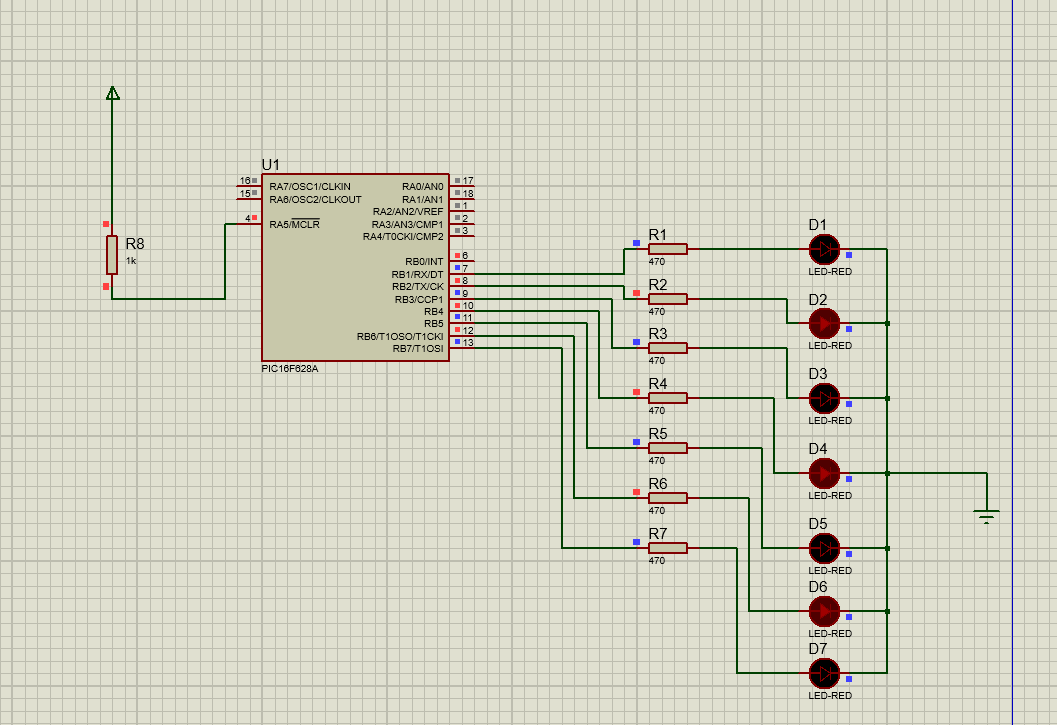 U1
16 RA7/OSC1/CLKIN RA0/AN0 17
15 RA6/OSC2/CLKOUT RA1/AN1 18
RA2/AN2/VREF 1
4 RA5/MCLR RA3/AN3/CMP1 2
RA4/T0CKI/CMP2 3
RB0/INT 6
RB1/RX/DT 7
RB2/TX/CK 8
RB3/CCP1 9
RB4 10
RB5 11
RB6/T1OSO/T1CKI 12
RB7/T1OSI 13
PIC16F628A
R8
1k
R1
470
R2
470
R3
470
R4
470
R5
470
R6
470
R7
470
D1
LED-RED
D2
LED-RED
D3
LED-RED
D4
LED-RED
D5
LED-RED
D6
LED-RED
D7
LED-RED